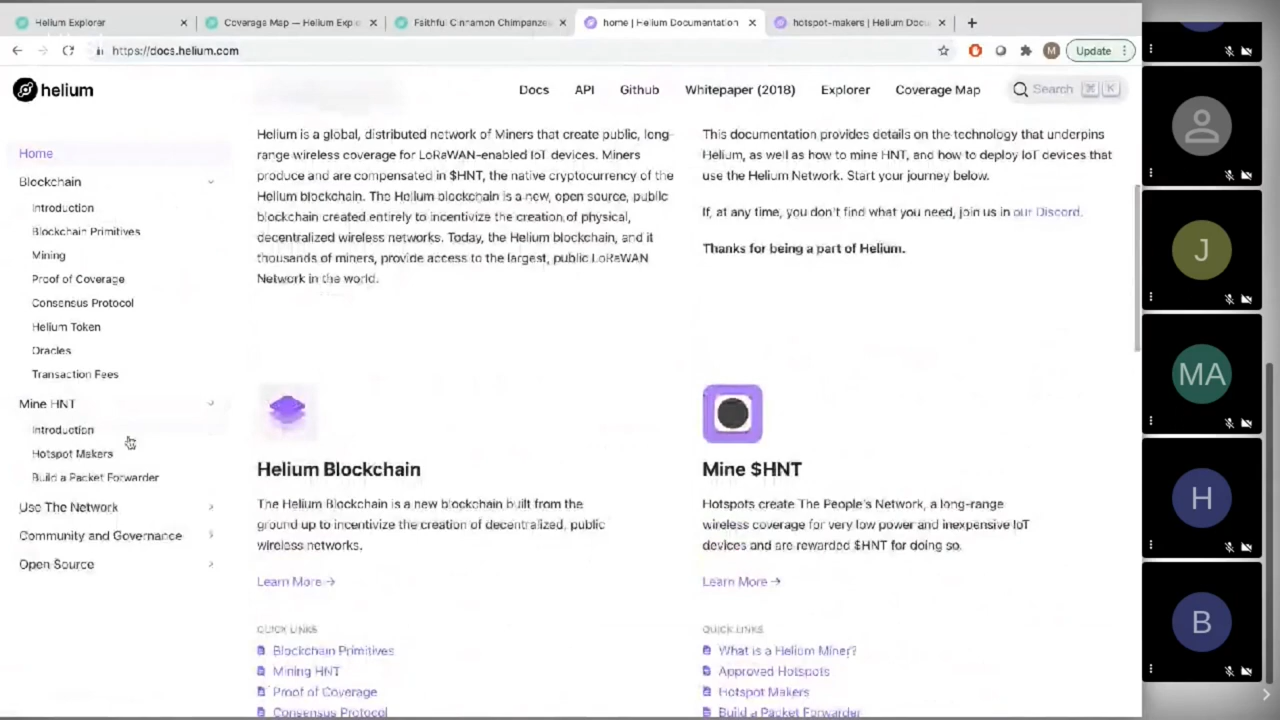 Helium Explorer
Coverage Map — Helium Exple
Faithful Cinnamon Chimpanzee
home | Helium Documentation
hotspot-makers | Helium Docu
https://docs.helium.com
M
Update
helium
Docs
API
Github
Whitepaper (2018)
Explorer
Coverage Map
Search
⌘ K
Home
Blockchain
Introduction
Blockchain Primitives
Mining
Proof of Coverage
Consensus Protocol
Helium Token
Oracles
Transaction Fees
Mine HNT
Introduction
Hotspot Makers
Build a Packet Forwarder
Use The Network
Community and Governance
Open Source
Helium is a global, distributed network of Miners that create public, long-
range wireless coverage for LoRaWAN-enabled IoT devices. Miners
produce and are compensated in $HNT, the native cryptocurrency of the
Helium blockchain. The Helium blockchain is a new, open source, public
blockchain created entirely to incentivize the creation of physical,
decentralized wireless networks. Today, the Helium blockchain, and it
thousands of miners, provide access to the largest, public LoRaWAN
Network in the world.
This documentation provides details on the technology that underpins
Helium, as well as how to mine HNT, and how to deploy IoT devices that
use the Helium Network. Start your journey below.
If, at any time, you don't find what you need, join us in our Discord.
Thanks for being a part of Helium.
Helium Blockchain
The Helium Blockchain is a new blockchain built from the
ground up to incentivize the creation of decentralized, public
wireless networks.
Learn More →
QUICK LINKS
Blockchain Primitives
Mining HNT
Proof of Coverage
Consensus Protocol
Mine $HNT
Hotspots create The People's Network, a long-range
wireless coverage for very low power and inexpensive IoT
devices and are rewarded $HNT for doing so.
Learn More →
QUICK LINKS
What is a Helium Miner?
Approved Hotspots
Hotspot Makers
Build a Packet Forwarder
J
MA
H
B